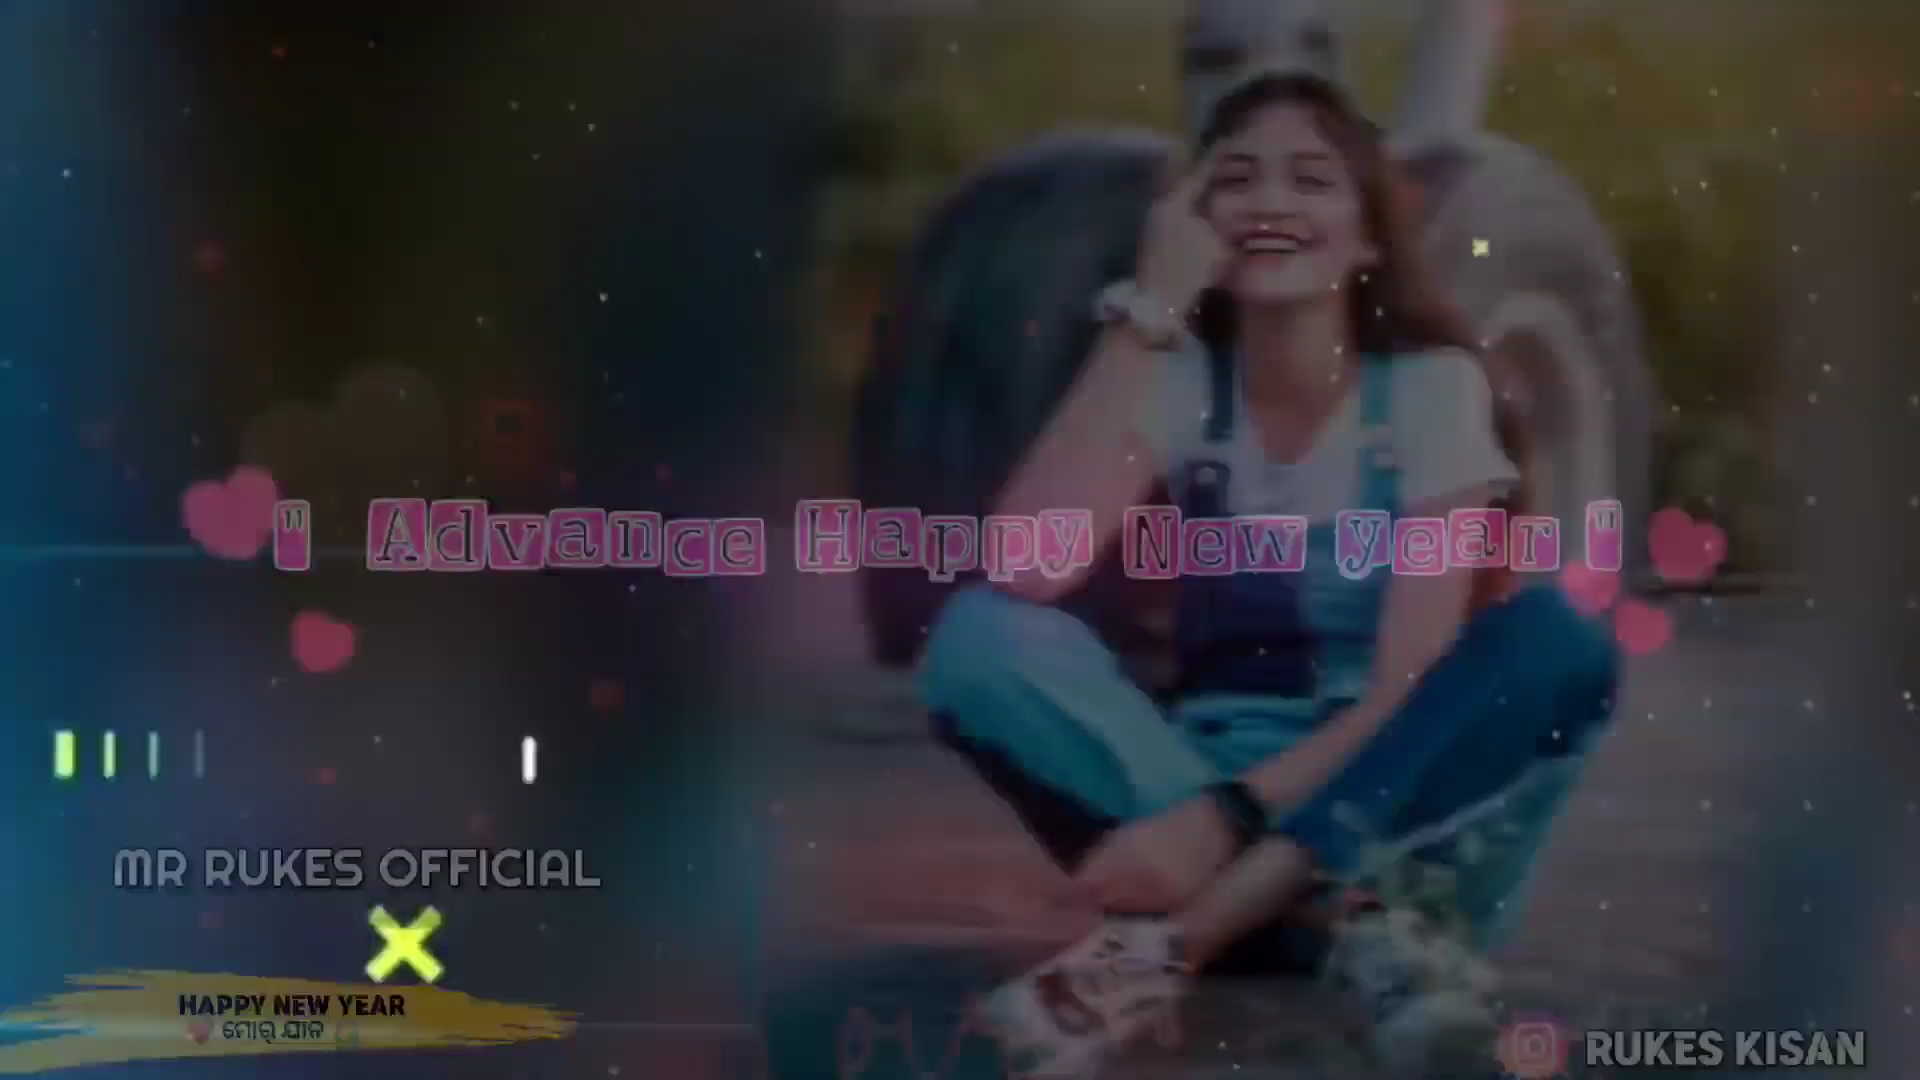 " Advance Happy New year "
MR RUKES OFFICIAL
HAPPY NEW YEAR
ମୋର ଯାନ
RUKES KISAN